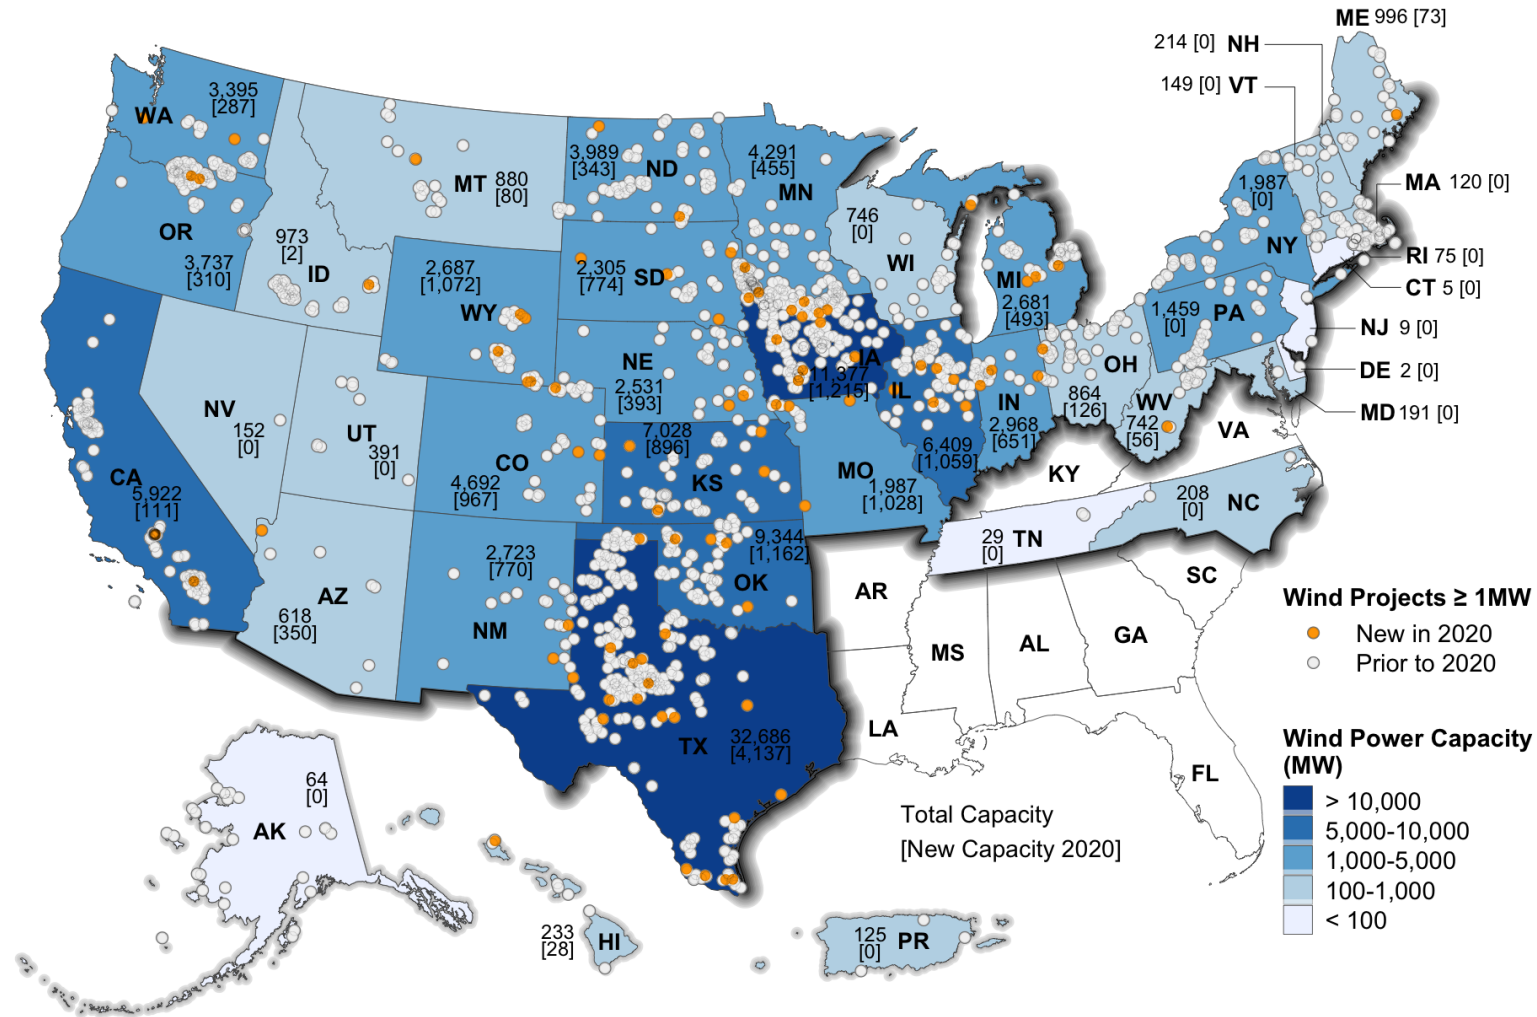 ME 996 [73]
214 [0] NH
149 [0] VT
WA
3,395
[287]
MT
880
[80]
3,989
[343]
ND
4,291
[455]
MN
746
[0]
WI
1,987
[0]
NY
MA 120 [0]
OR
3,737
[310]
973
[2]
ID
2,687
[1,072]
WY
2,305
[774]
SD
MI
2,681
[493]
1,459
[0]
PA
RI 75 [0]
CT 5 [0]
NJ 9 [0]
DE 2 [0]
MD 191 [0]
NV
152
[0]
UT
391
[0]
CO
4,692
[967]
NE
2,531
[393]
IA
11,377
[1,215]
IL
6,409
[1,059]
IN
2,968
[651]
OH
864
[126]
WV
742
[56]
VA
KY
CA
5,922
[111]
7,028
[896]
KS
MO
1,987
[1,028]
208
[0]
NC
29
[0]
TN
AZ
618
[350]
2,723
[770]
NM
9,344
[1,162]
OK
AR
SC
MS
AL
GA
TX
32,686
[4,137]
LA
FL
64
[0]
AK
233
[28]
HI
125
[0]
PR
Total Capacity
[New Capacity 2020]
Wind Projects ≥ 1MW
New in 2020
Prior to 2020
Wind Power Capacity
(MW)
> 10,000
5,000-10,000
1,000-5,000
100-1,000
< 100